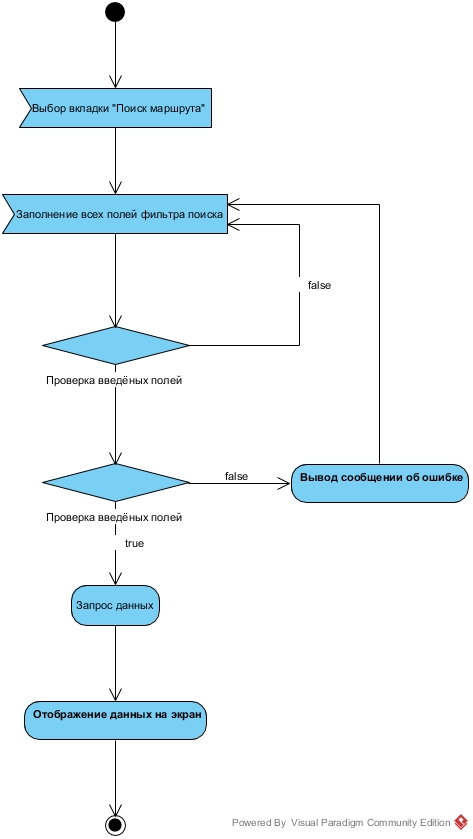 Выбор вкладки "Поиск маршрута"
Заполнение всех полей фильтра поиска
false
Проверка введёных полей
false
Вывод сообщении об ошибке
Проверка введёных полей
true
Запрос данных
Отображение данных на экран
Powered By Visual Paradigm Community Edition